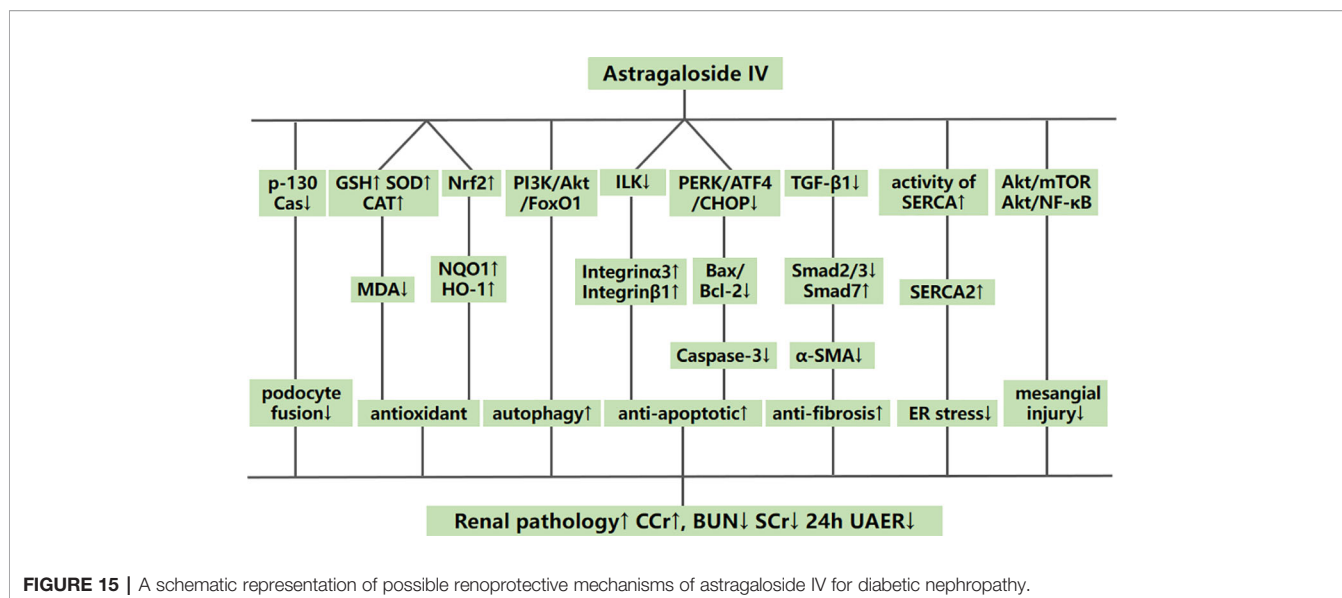 Astragaloside IV
p-130
Cas↓
GSH↑ SOD↑
CAT↑
Nrf2↑
PI3K/Akt
/FoxO1
ILK↓
PERK/ATF4
/CHOP↓
TGF-β1↓
activity of
SERCA↑
Akt/mTOR
Akt/NF-κB
MDA↓
NQO1↑
HO-1↑
Integrinα3↑
Integrinβ1↑
Bax/
Bcl-2↓
Smad2/3↓
Smad7↑
SERCA2↑
Caspase-3↓
α-SMA↓
podocyte
fusion↓
antioxidant
autophagy↑
anti-apoptotic↑
anti-fibrosis↑
ER stress↓
mesangial
injury↓
Renal pathology↑ CCr↑, BUN↓ SCr↓ 24h UAER↓
FIGURE 15 | A schematic representation of possible renoprotective mechanisms of astragaloside IV for diabetic nephropathy.